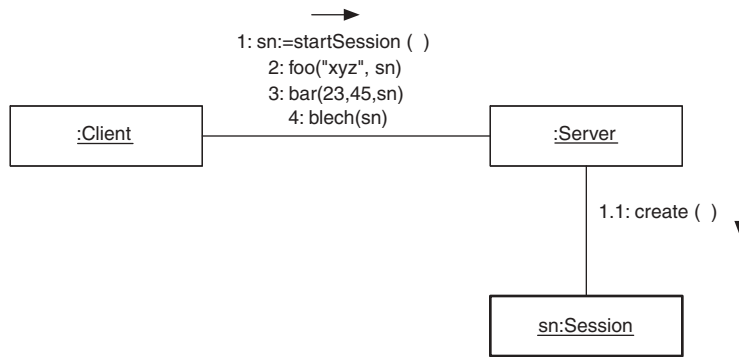 1: sn:=startSession ( )
2: foo("xyz", sn)
3: bar(23,45,sn)
4: blech(sn)
:Client
:Server
1.1: create ( )
sn:Session